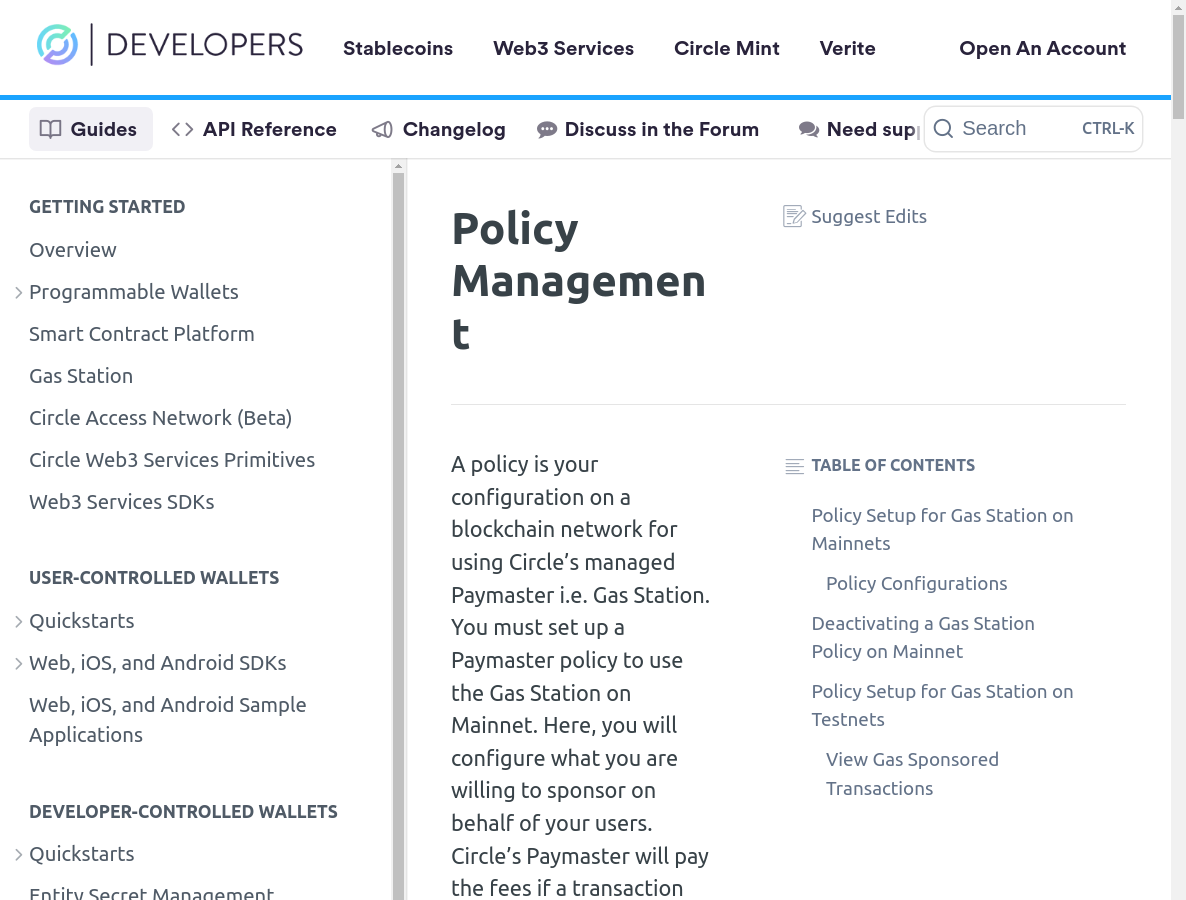 DEVELOPERS
Stablecoins
Web3 Services
Circle Mint
Verite
Open An Account
Guides
API Reference
Changelog
Discuss in the Forum
Need sup
Search
CTRL-K
GETTING STARTED
Overview
Programmable Wallets
Smart Contract Platform
Gas Station
Circle Access Network (Beta)
Circle Web3 Services Primitives
Web3 Services SDKs
USER-CONTROLLED WALLETS
Quickstarts
Web, iOS, and Android SDKs
Web, iOS, and Android Sample
Applications
DEVELOPER-CONTROLLED WALLETS
Quickstarts
Entity Secret Management
Policy
Managemen
t
Suggest Edits
A policy is your
configuration on a
blockchain network for
using Circle’s managed
Paymaster i.e. Gas Station.
You must set up a
Paymaster policy to use
the Gas Station on
Mainnet. Here, you will
configure what you are
willing to sponsor on
behalf of your users.
Circle’s Paymaster will pay
the fees if a transaction
TABLE OF CONTENTS
Policy Setup for Gas Station on
Mainnets
Policy Configurations
Deactivating a Gas Station
Policy on Mainnet
Policy Setup for Gas Station on
Testnets
View Gas Sponsored
Transactions